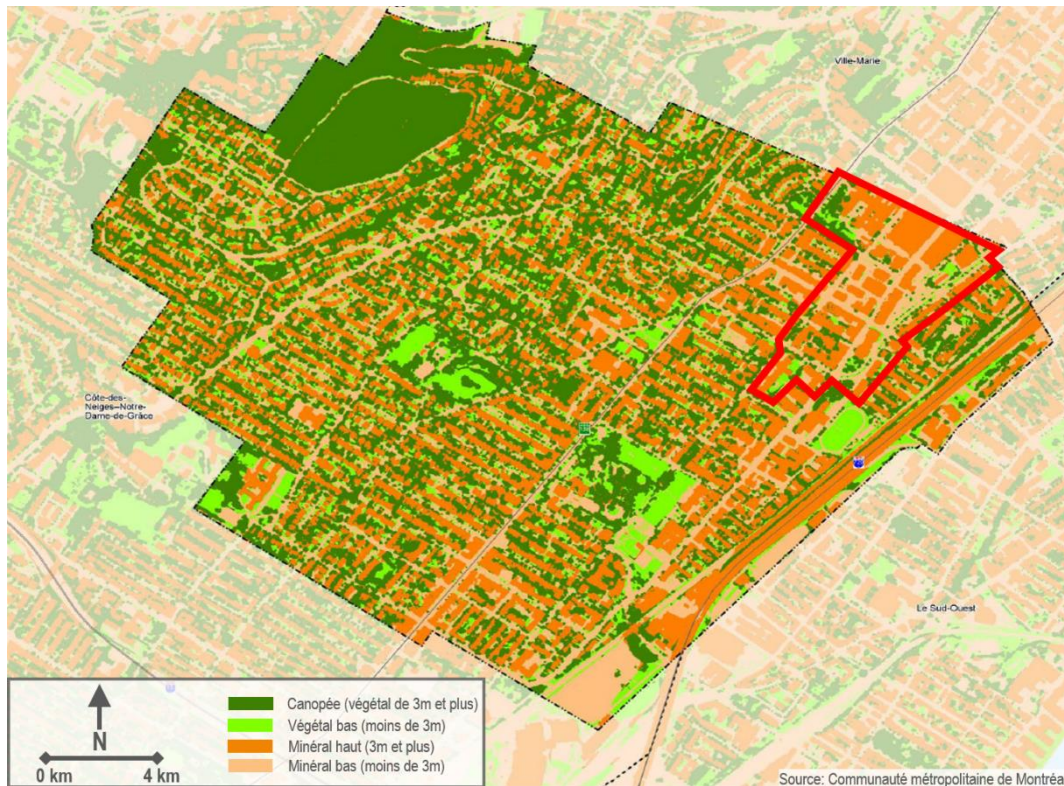 Ville-Marie
Côte-des-
Neiges–Notre-
Dame-de-Grâce
Le Sud-Ouest
N
0 km 4 km
Canopée (végétal de 3m et plus)
Végétal bas (moins de 3m)
Minéral haut (3m et plus)
Minéral bas (moins de 3m)
Source: Communauté métropolitaine de Montréa